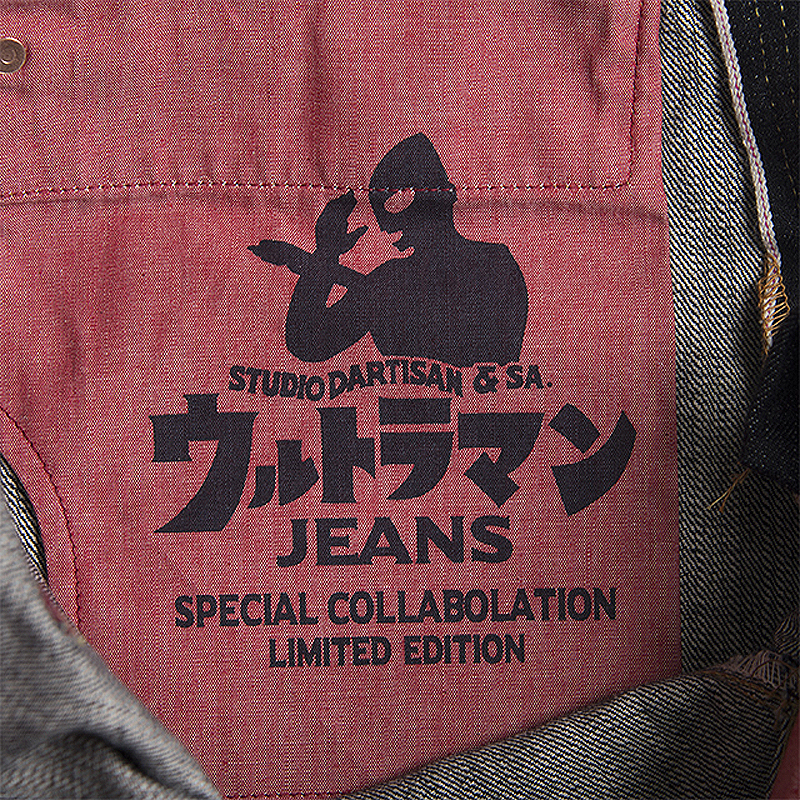 STUDIO DARTISAN & SA.
ウルトラマン
JEANS
SPECIAL COLLABOLATION
LIMITED EDITION